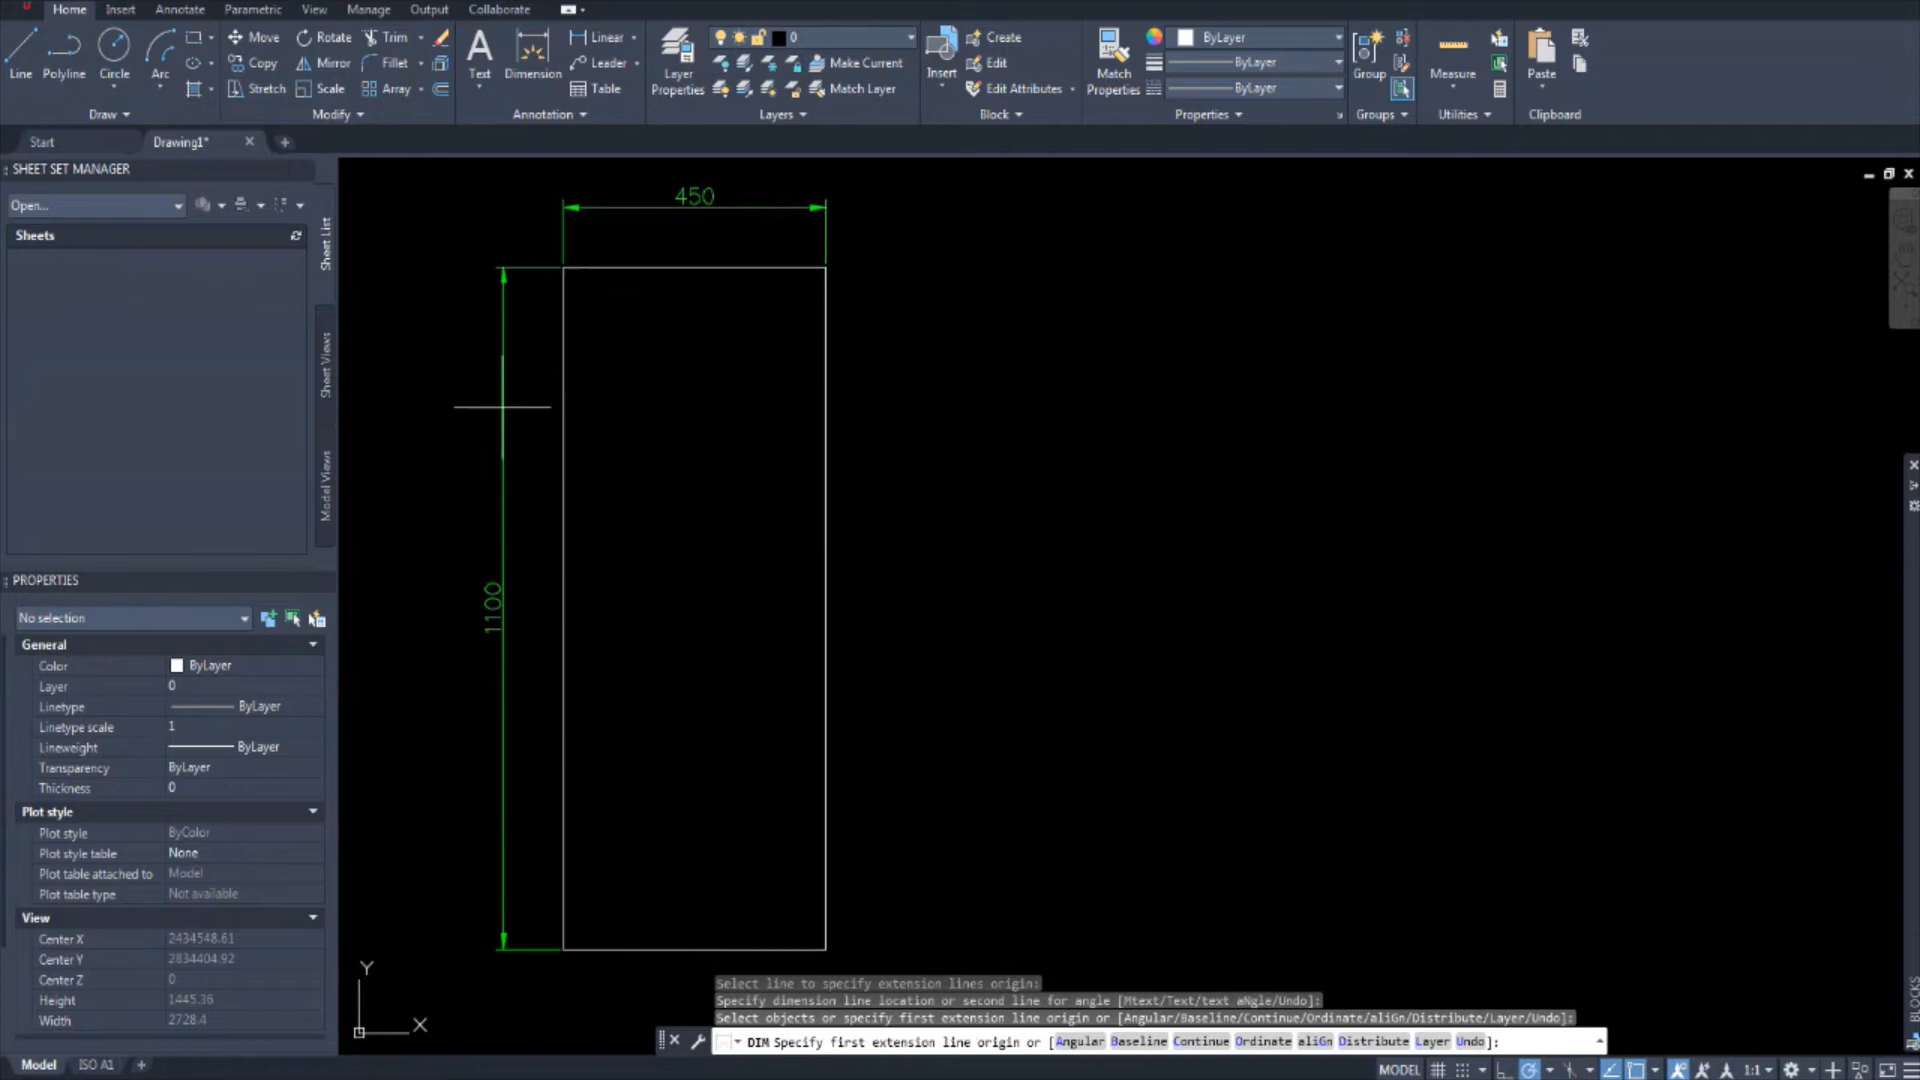 Home Insert Annotate Parametric View Manage Output Collaborate
Line Polyline Circle Arc
Move Rotate Trim
Copy Mirror Fillet
Stretch Scale Array
Text Dimension
Linear
Leader
Table
Layer Properties
0
Make Current
Match Layer
Insert
Create
Edit
Edit Attributes
Match Properties
ByLayer
ByLayer
ByLayer
Group
Measure
Paste
Draw Modify Annotation Layers Block Properties Groups Utilities Clipboard
Start Drawing1*
SHEET SET MANAGER
Open...
Sheets
Sheet List
Sheet Views
Model Views
450
1100
PROPERTIES
No selection
General
Color ByLayer
Layer 0
Linetype ByLayer
Linetype scale 1
Lineweight ByLayer
Transparency ByLayer
Thickness 0
Plot style
Plot style ByColor
Plot style table None
Plot table attached to Model
Plot table type Not available
View
Center X 2434548.61
Center Y 2834404.92
Center Z 0
Height 1445.36
Width 2728.4
Y
X
Select line to specify extension lines origin:
Specify dimension line location or second line for angle [Mtext/Text/text aNgle/Undo]:
Select objects or specify first extension line origin or [Angular/Baseline/Continue/Ordinate/aliGn/Distribute/Layer/Undo]:
DIM Specify first extension line origin or [Angular Baseline Continue Ordinate aliGn Distribute Layer Undo]:
BLOCKS
Model ISO A1
MODEL 1:1